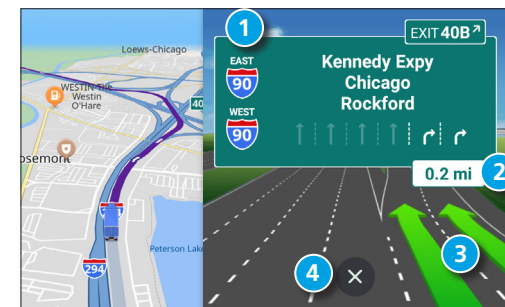 Loews-Chicago
WESTIN-The
Westin
O'Hare
40
osemont
294
Peterson Lake
1
EXIT 40B
EAST
90
WEST
90
Kennedy Expy
Chicago
Rockford
0.2 mi
2
3
4